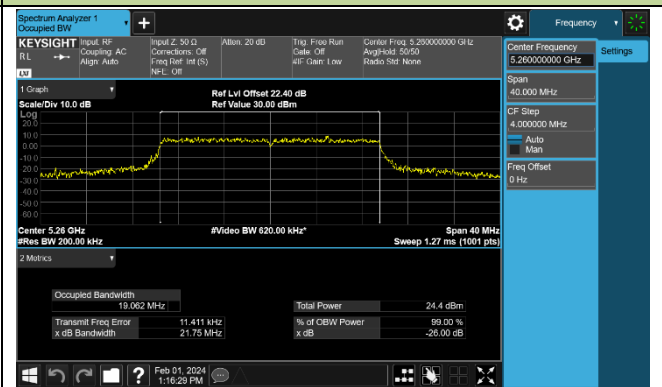 Spectrum Analyzer 1
Occupied BW
Frequency
KEYSIGHT
RL
Input: RF
Coupling: AC
Align: Auto
Input Z: 50 Ω
Corrections: Off
Freq Ref: Int (S)
NFE: Off
Atten: 20 dB
Trig: Free Run
Gate: Off
#IF Gain: Low
Center Freq: 5.260000000 GHz
Avg|Hold: 50/50
Radio Std: None
LXI
Center Frequency
5.260000000 GHz
Settings
Span
40.000 MHz
CF Step
4.000000 MHz
Auto
Man
Freq Offset
0 Hz
1 Graph
Scale/Div 10.0 dB
Ref Lvl Offset 22.40 dB
Ref Value 30.00 dBm
Log
20.0
10.0
0.00
-10.0
-20.0
-30.0
-40.0
-50.0
-60.0
Center 5.26 GHz
#Video BW 620.00 kHz*
Span 40 MHz
#Res BW 200.00 kHz
Sweep 1.27 ms (1001 pts)
2 Metrics
Occupied Bandwidth
19.062 MHz
Total Power
24.4 dBm
Transmit Freq Error
11.411 kHz
% of OBW Power
99.00 %
x dB Bandwidth
21.75 MHz
x dB
-26.00 dB
?
Feb 01, 2024
1:16:29 PM